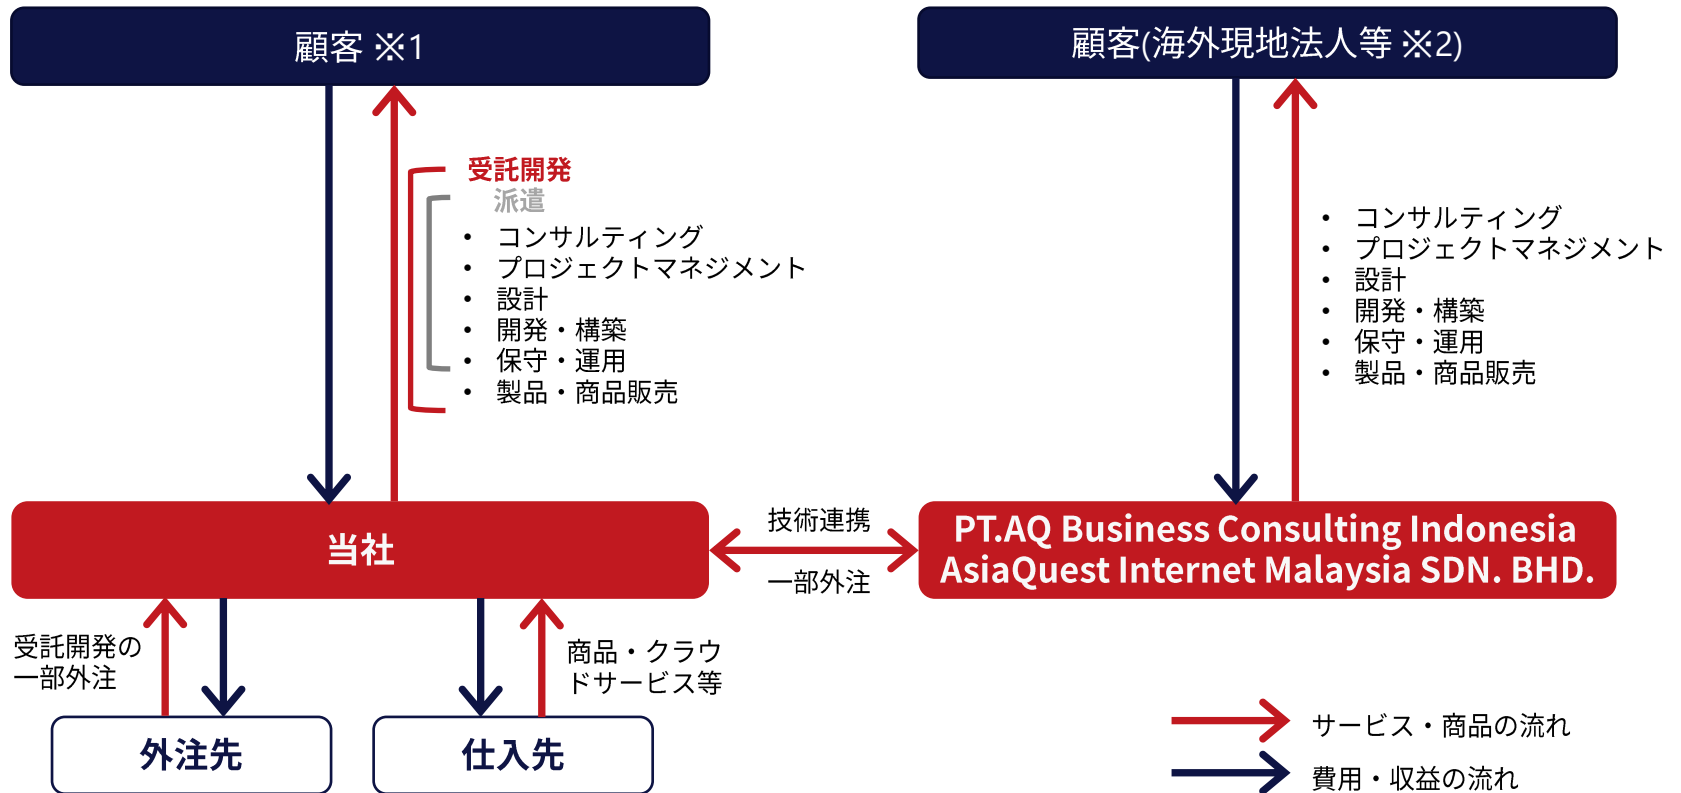 顧客 ※1
顧客(海外現地法人等 ※2)
受託開発
派遣
• コンサルティング
• プロジェクトマネジメント
• 設計
• 開発・構築
• 保守・運用
• 製品・商品販売
• コンサルティング
• プロジェクトマネジメント
• 設計
• 開発・構築
• 保守・運用
• 製品・商品販売
当社
技術連携
一部外注
PT.AQ Business Consulting Indonesia
AsiaQuest Internet Malaysia SDN. BHD.
受託開発の
一部外注
商品・クラウ
ドサービス等
外注先
仕入先
サービス・商品の流れ
費用・収益の流れ